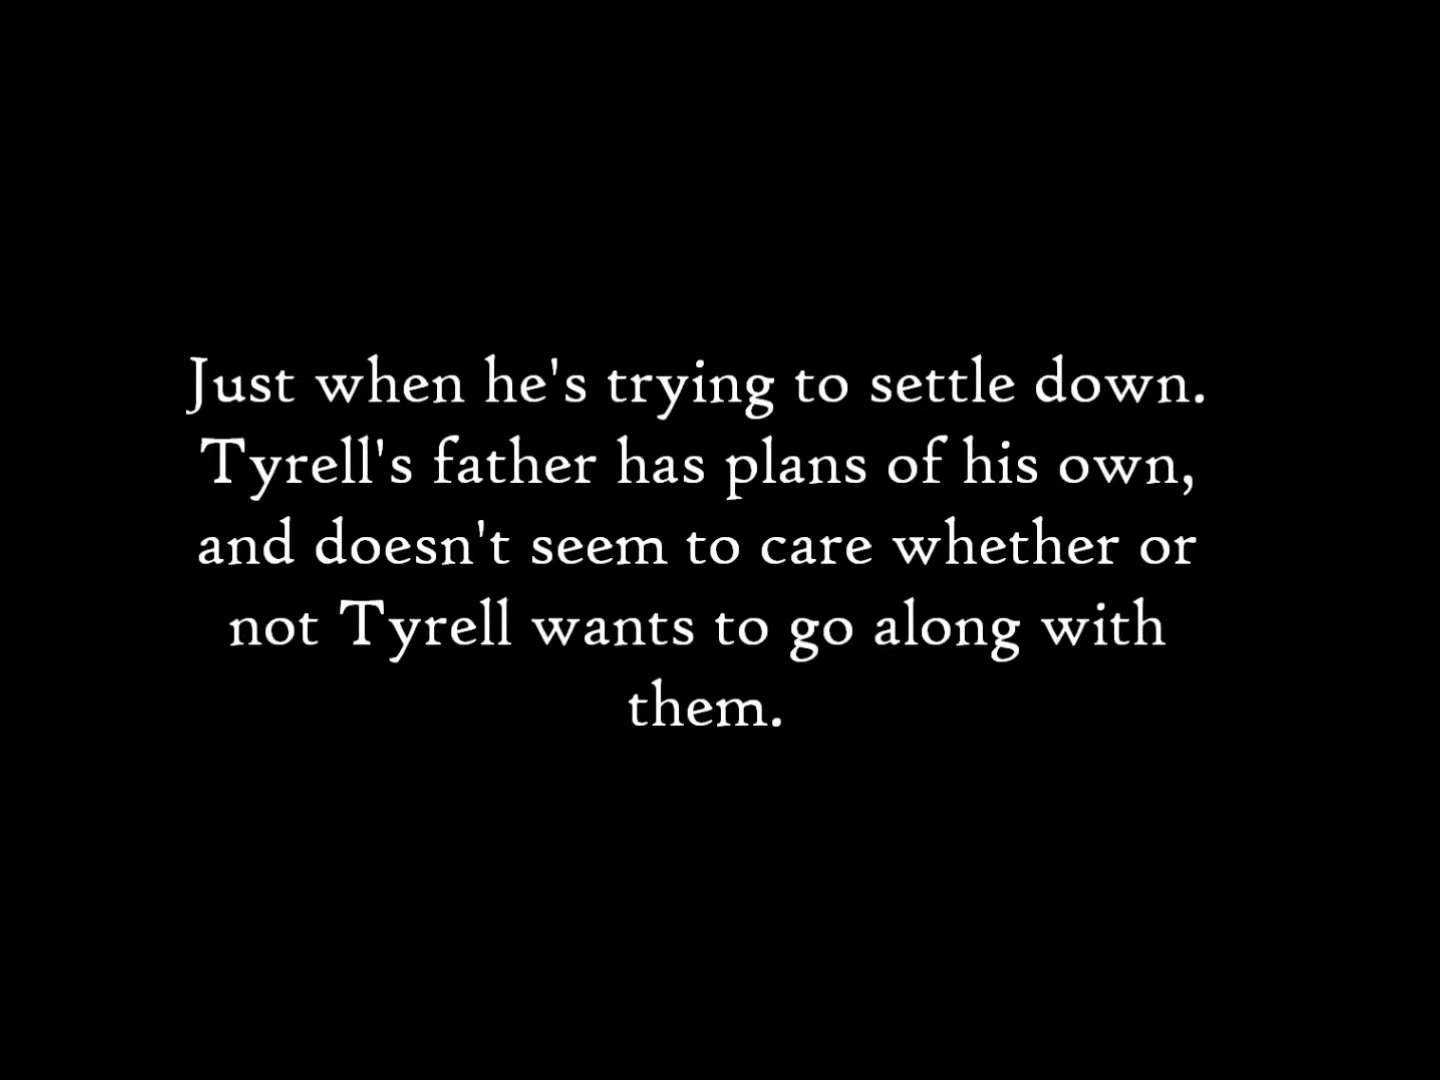 Just when he's trying to settle down.
Tyrell's father has plans of his own,
and doesn't seem to care whether or
not Tyrell wants to go along with
them.